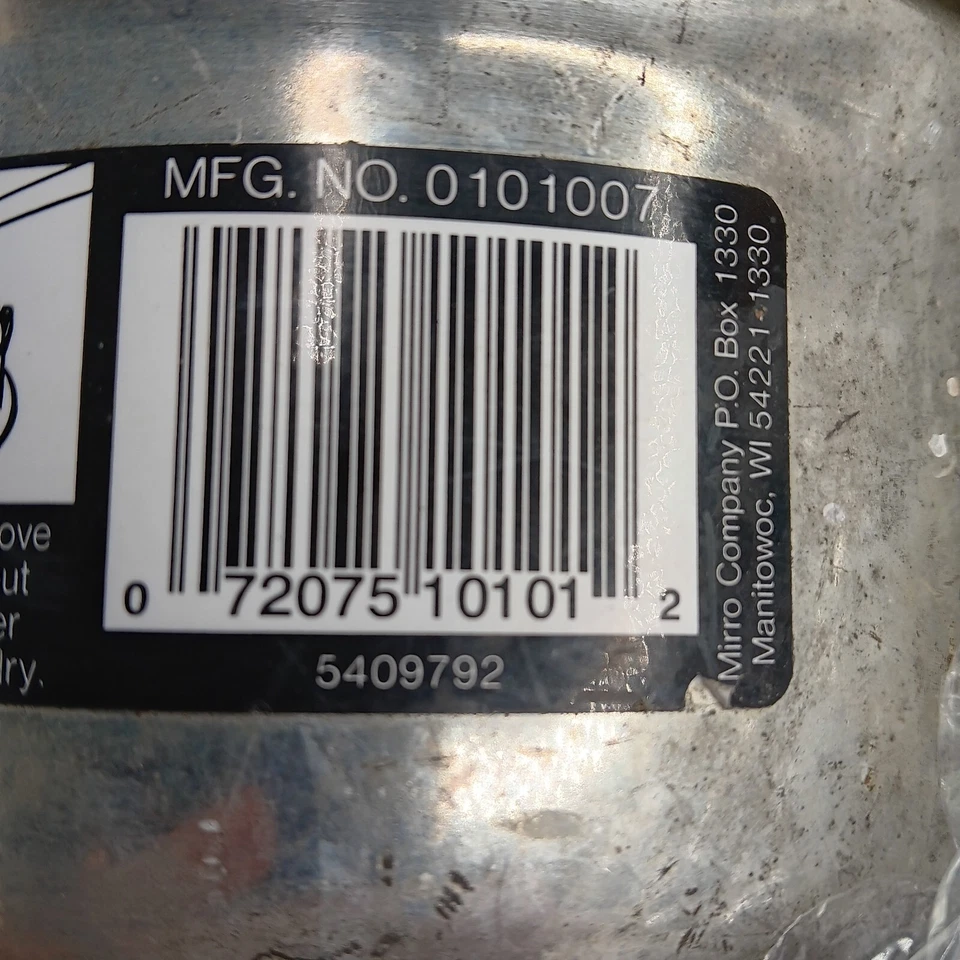 MFG. NO. 0101007
0 72075 10101 2
5409792
Mirro Company P.O. Box 1330
Manitowoc, WI 54221-1330
ove
ut
er
dry.